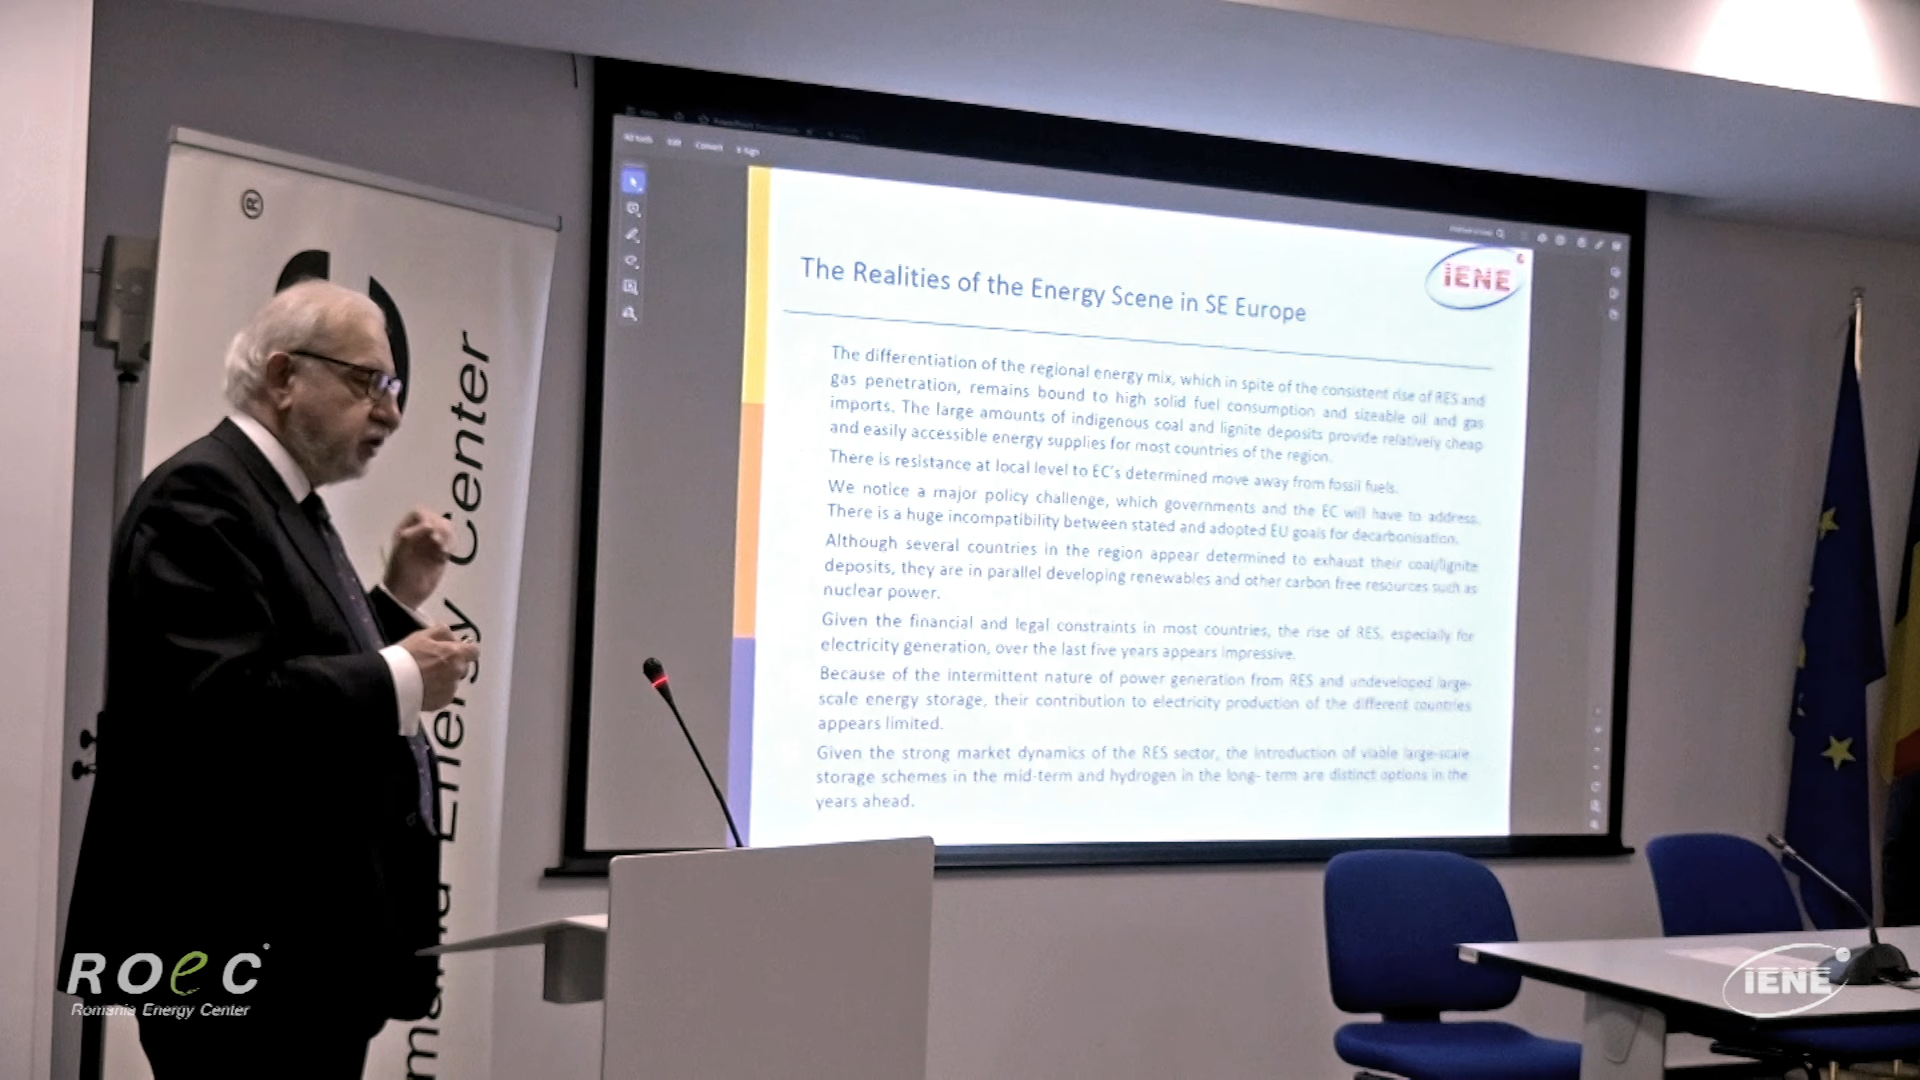 All tools Edit Convert E-Sign
®
The Realities of the Energy Scene in SE Europe
IENE
The differentiation of the regional energy mix, which in spite of the consistent rise of RES and
gas penetration, remains bound to high solid fuel consumption and sizeable oil and gas
imports. The large amounts of indigenous coal and lignite deposits provide relatively cheap
and easily accessible energy supplies for most countries of the region.
There is resistance at local level to EC's determined move away from fossil fuels.
We notice a major policy challenge, which governments and the EC will have to address.
There is a huge incompatibility between stated and adopted EU goals for decarbonisation.
Although several countries in the region appear determined to exhaust their coal/lignite
deposits, they are in parallel developing renewables and other carbon free resources such as
nuclear power.
Given the financial and legal constraints in most countries, the rise of RES, especially for
electricity generation, over the last five years appears impressive.
Because of the intermittent nature of power generation from RES and undeveloped large-
scale energy storage, their contribution to electricity production of the different countries
appears limited.
Given the strong market dynamics of the RES sector, the introduction of viable large-scale
storage schemes in the mid-term and hydrogen in the long- term are distinct options in the
years ahead.
mania Energy Center
ROeC
Romania Energy Center
IENE